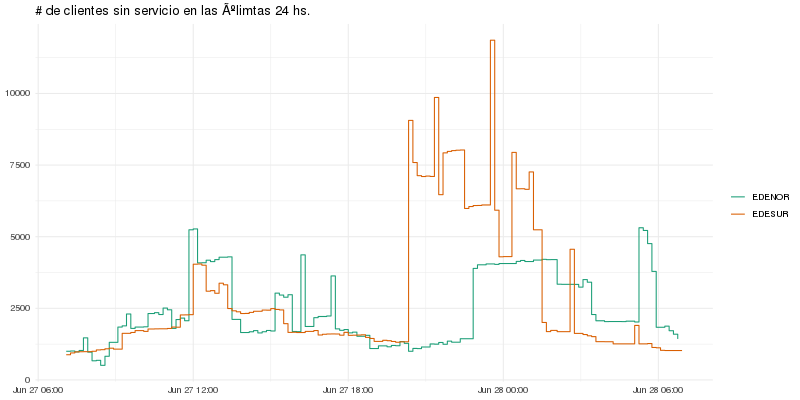 # de clientes sin servicio en las Ãºlimtas 24 hs.
10000
7500
5000
2500
0
Jun 27 06:00
Jun 27 12:00
Jun 27 18:00
Jun 28 00:00
Jun 28 06:00
EDENOR
EDESUR